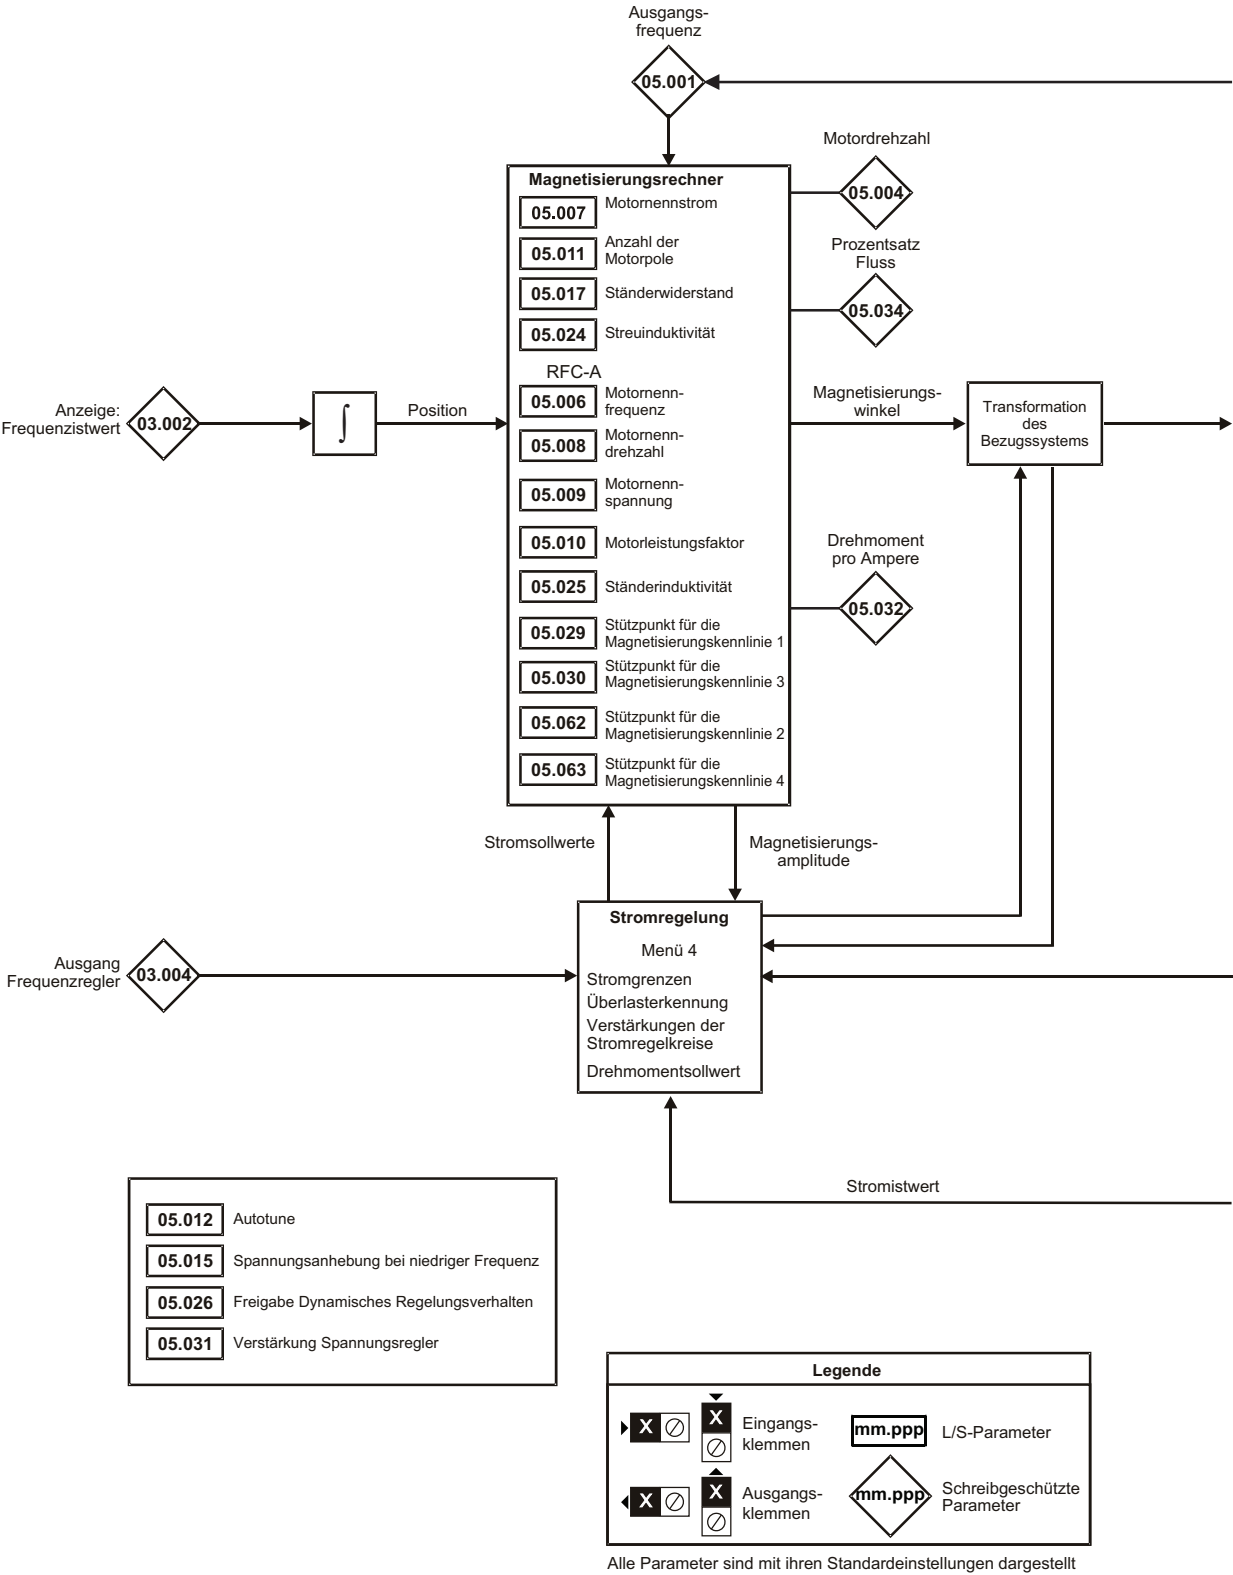 Ausgangs-
frequenz
05.001
Motordrehzahl
05.004
Prozentsatz
Fluss
05.034
Magnetisierungsrechner
05.007 Motornennstrom
05.011 Anzahl der
Motorpole
05.017 Ständerwiderstand
05.024 Streuinduktivität
RFC-A
05.006 Motornenn-
frequenz
05.008 Motornenn-
drehzahl
05.009 Motornenn-
spannung
05.010 Motorleistungsfaktor
05.025 Ständerinduktivität
05.029 Stützpunkt für die
Magnetisierungskennlinie 1
05.030 Stützpunkt für die
Magnetisierungskennlinie 3
05.062 Stützpunkt für die
Magnetisierungskennlinie 2
05.063 Stützpunkt für die
Magnetisierungskennlinie 4
Anzeige:
Frequenzistwert
03.002
∫
Position
Magnetisierungs-
winkel
Transformation
des
Bezugssystems
Drehmoment
pro Ampere
05.032
Stromsollwerte
Magnetisierungs-
amplitude
Ausgang
Frequenzregler
03.004
Stromregelung
Menü 4
Stromgrenzen
Überlasterkennung
Verstärkungen der
Stromregelkreise
Drehmomentsollwert
Stromistwert
05.012 Autotune
05.015 Spannungsanhebung bei niedriger Frequenz
05.026 Freigabe Dynamisches Regelungsverhalten
05.031 Verstärkung Spannungsregler
Legende
X X Eingangs-
klemmen
mm.ppp L/S-Parameter
X X Ausgangs-
klemmen
mm.ppp Schreibgeschützte
Parameter
Alle Parameter sind mit ihren Standardeinstellungen dargestellt